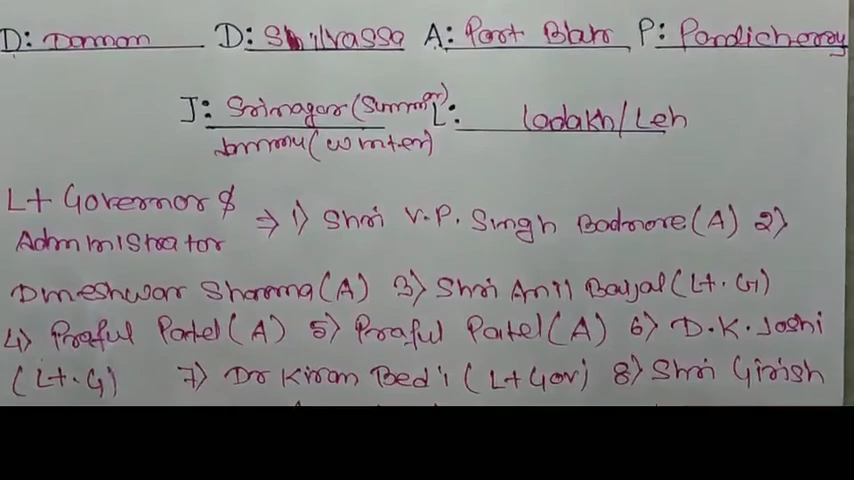 D: Daman D: Silvassa A: Port Blair P: Pondicherry
J: Srinagar (Summer) L: Ladakh/Leh
Jammu (winter)
Lt Governor & ⇒ 1) Shri V.P. Singh Badnore (A) 2)
Administrator
Dineshwar Sharma (A) 3) Shri Anil Baijal (Lt. G)
4) Praful Patel (A) 5) Praful Patel (A) 6) D.K. Joshi
(Lt. G) 7) Dr Kiran Bedi (Lt Gov) 8) Shri Girish